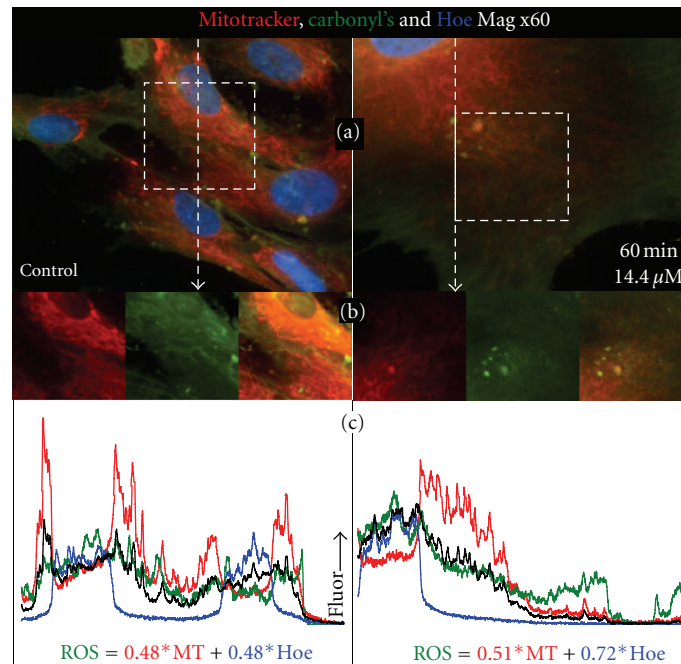 Mitotracker, carbonyl's and Hoe Mag x60
(a)
Control
60 min
14.4 µM
(b)
(c)
Fluor
ROS = 0.48*MT + 0.48*Hoe
ROS = 0.51*MT + 0.72*Hoe